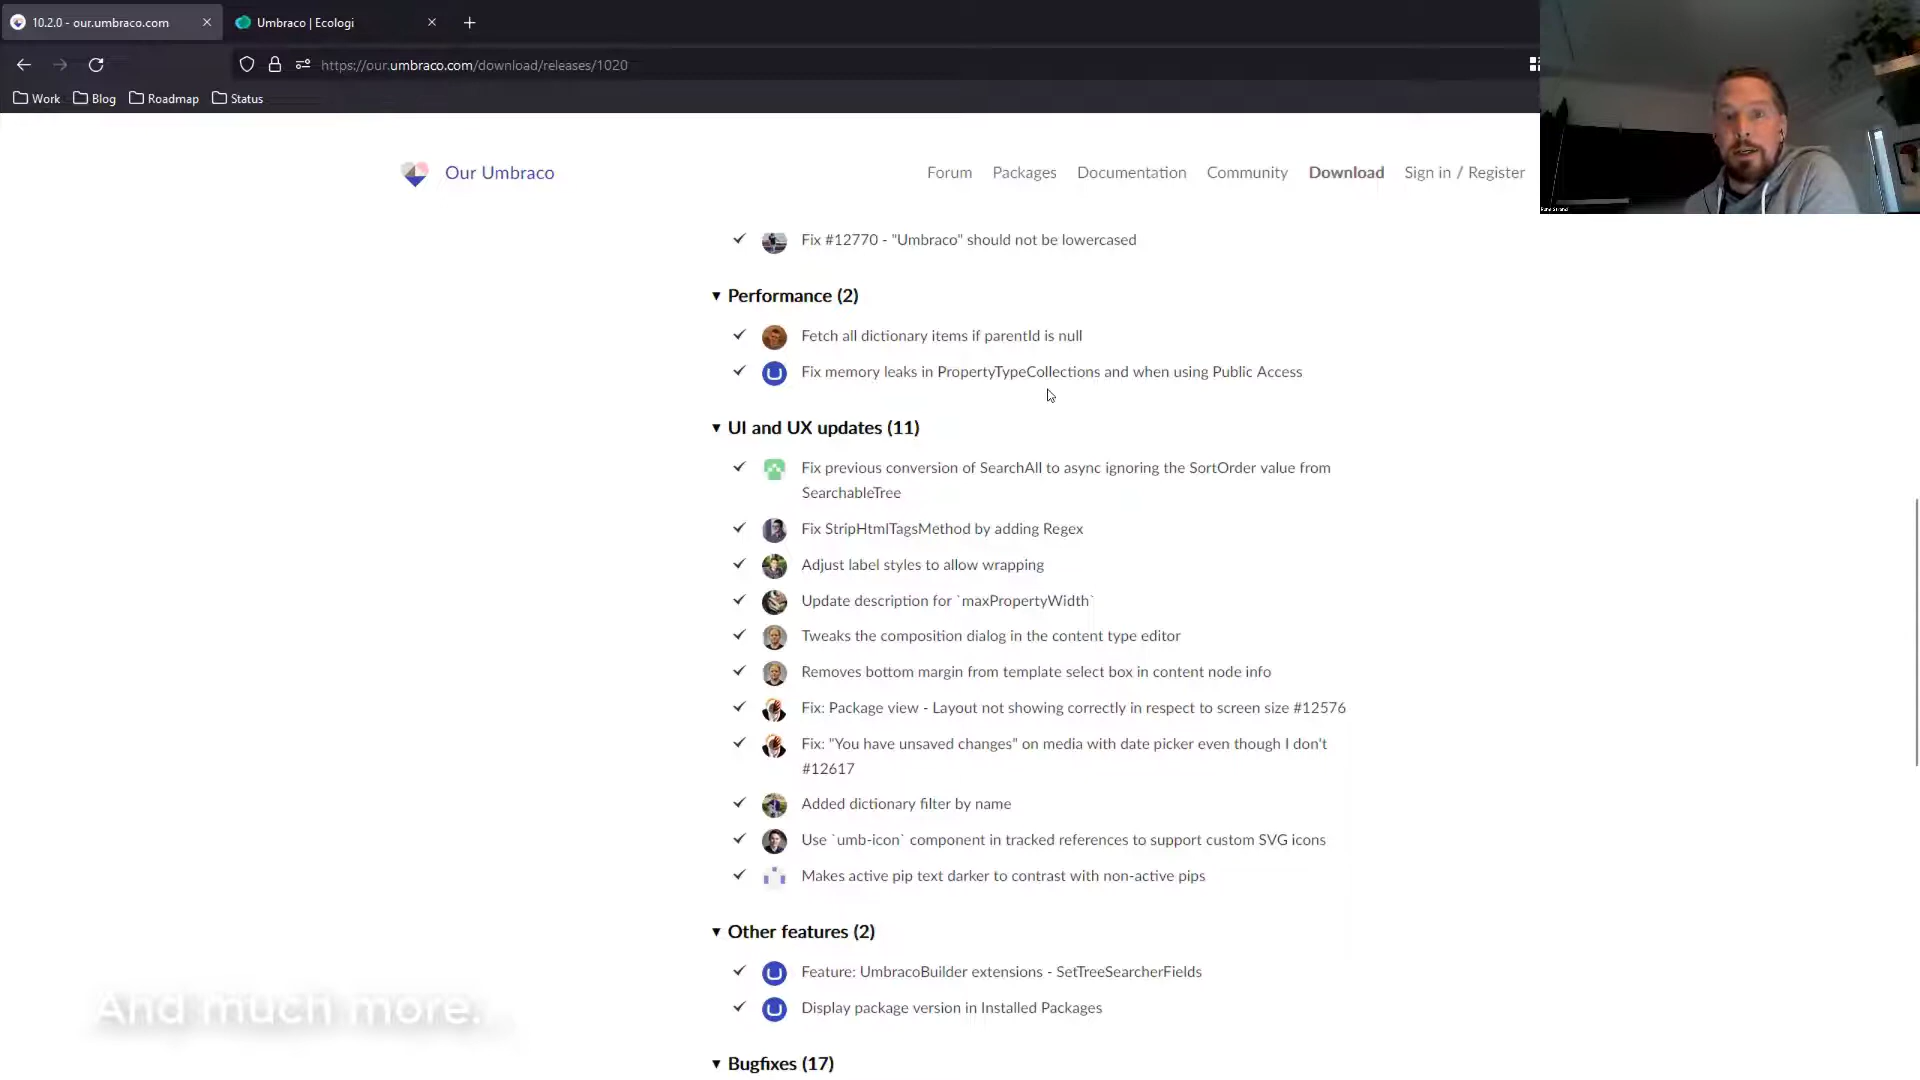 10.2.0 - our.umbraco.com
Umbraco | Ecologi
https://our.umbraco.com/download/releases/1020
Work
Blog
Roadmap
Status
Our Umbraco
Forum
Packages
Documentation
Community
Download
Sign in / Register
Fix #12770 - "Umbraco" should not be lowercased
Performance (2)
Fetch all dictionary items if parentId is null
Fix memory leaks in PropertyTypeCollections and when using Public Access
UI and UX updates (11)
Fix previous conversion of SearchAll to async ignoring the SortOrder value from
SearchableTree
Fix StripHtmlTagsMethod by adding Regex
Adjust label styles to allow wrapping
Update description for `maxPropertyWidth`
Tweaks the composition dialog in the content type editor
Removes bottom margin from template select box in content node info
Fix: Package view - Layout not showing correctly in respect to screen size #12576
Fix: "You have unsaved changes" on media with date picker even though I don't
#12617
Added dictionary filter by name
Use `umb-icon` component in tracked references to support custom SVG icons
Makes active pip text darker to contrast with non-active pips
Other features (2)
Feature: UmbracoBuilder extensions - SetTreeSearcherFields
Display package version in Installed Packages
And much more.
Bugfixes (17)